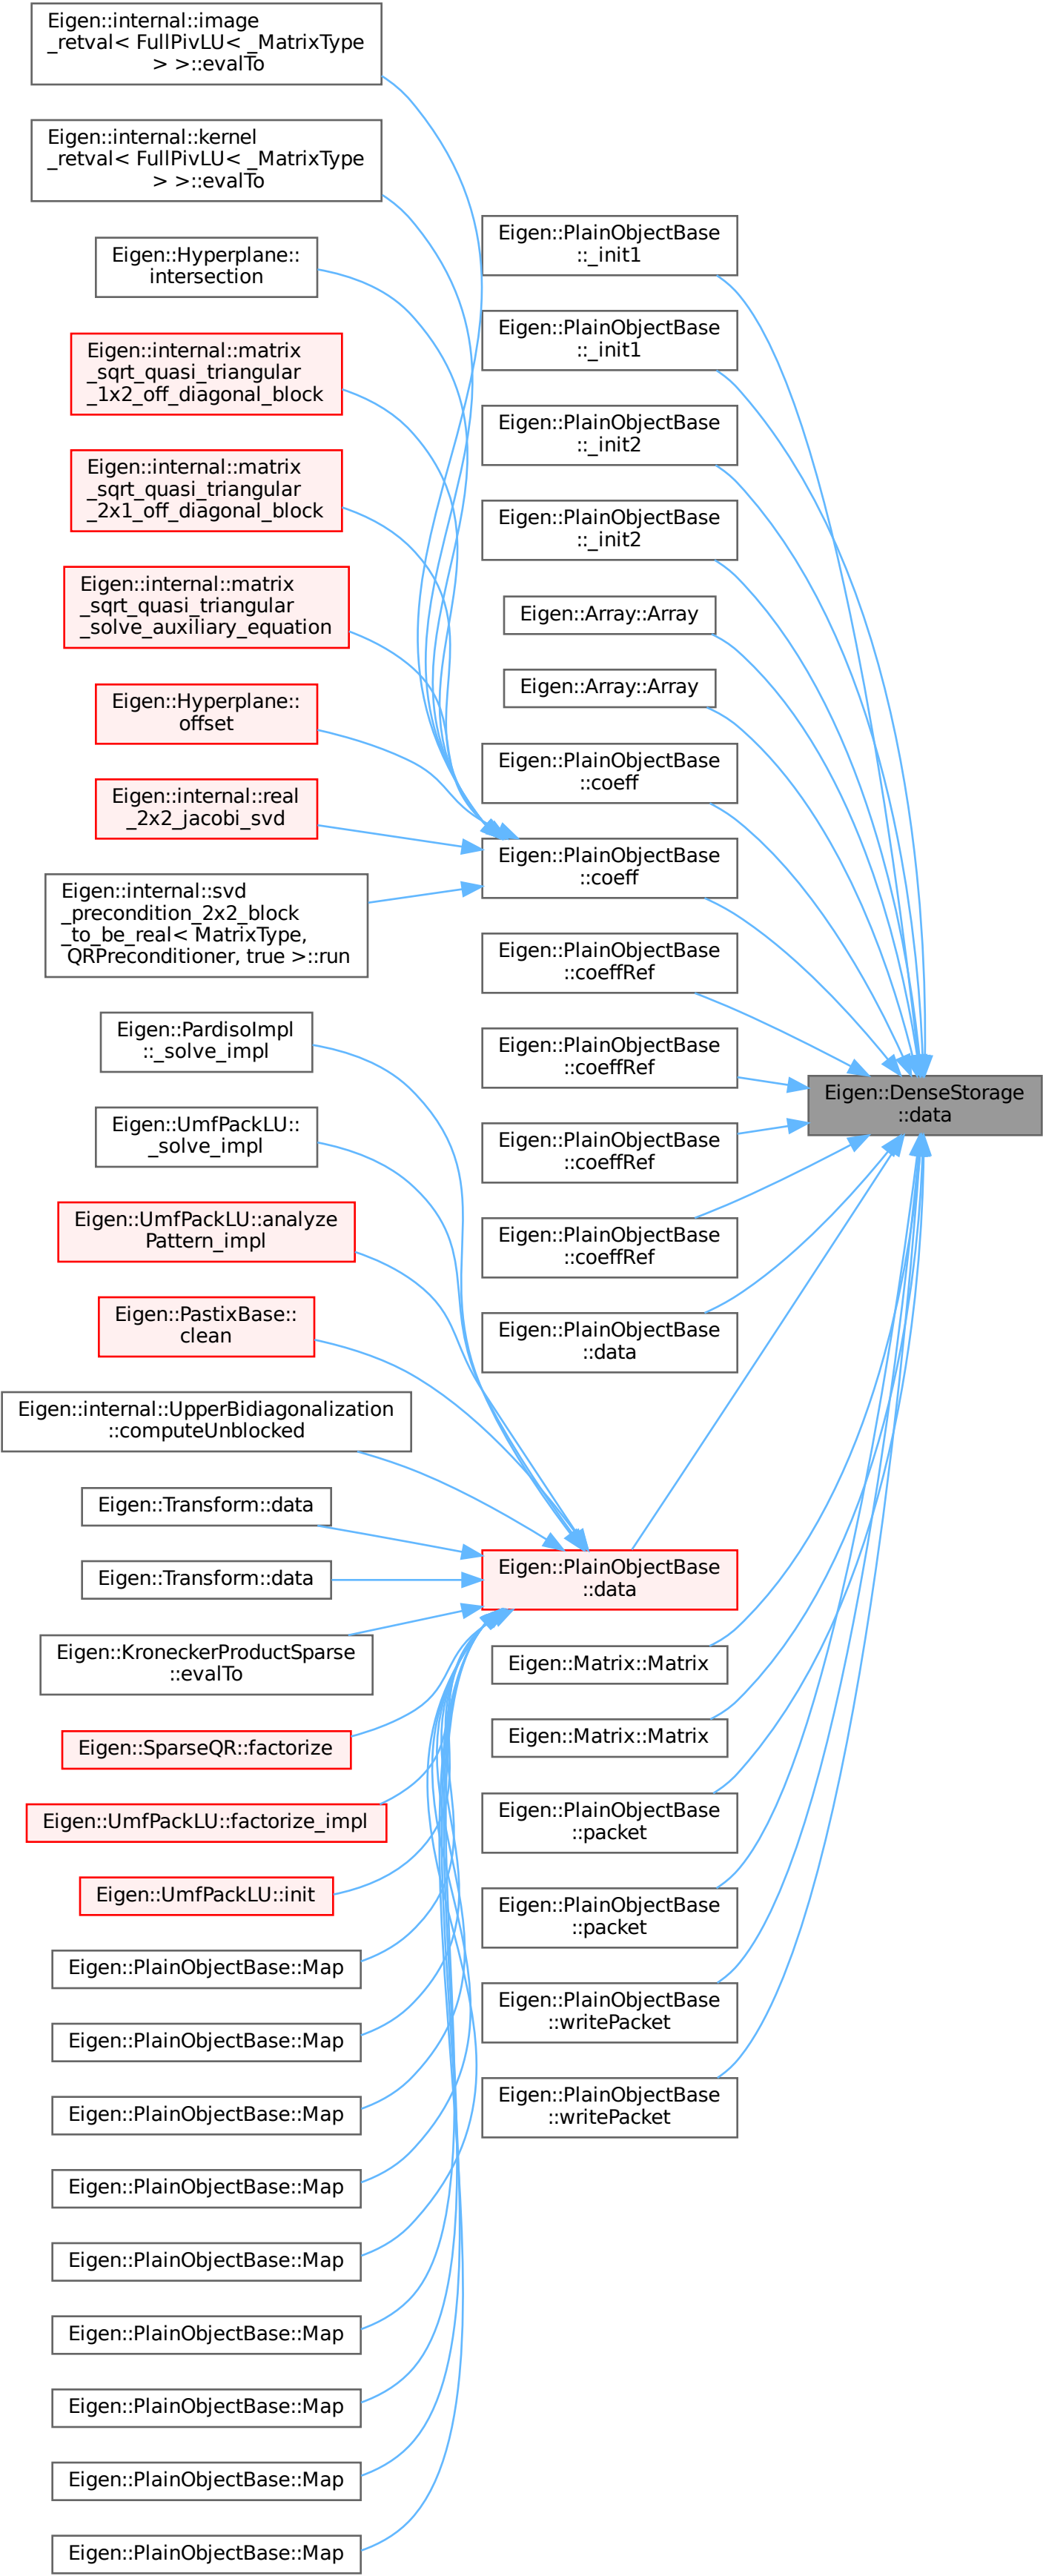 Eigen::internal::image
_retval< FullPivLU< _MatrixType
> >::evalTo
Eigen::internal::kernel
_retval< FullPivLU< _MatrixType
> >::evalTo
Eigen::Hyperplane::
intersection
Eigen::internal::matrix
_sqrt_quasi_triangular
_1x2_off_diagonal_block
Eigen::internal::matrix
_sqrt_quasi_triangular
_2x1_off_diagonal_block
Eigen::internal::matrix
_sqrt_quasi_triangular
_solve_auxiliary_equation
Eigen::Hyperplane::
offset
Eigen::internal::real
_2x2_jacobi_svd
Eigen::internal::svd
_precondition_2x2_block
_to_be_real< MatrixType,
QRPreconditioner, true >::run
Eigen::PardisoImpl
::_solve_impl
Eigen::UmfPackLU::
_solve_impl
Eigen::UmfPackLU::analyze
Pattern_impl
Eigen::PastixBase::
clean
Eigen::internal::UpperBidiagonalization
::computeUnblocked
Eigen::Transform::data
Eigen::Transform::data
Eigen::KroneckerProductSparse
::evalTo
Eigen::SparseQR::factorize
Eigen::UmfPackLU::factorize_impl
Eigen::UmfPackLU::init
Eigen::PlainObjectBase::Map
Eigen::PlainObjectBase::Map
Eigen::PlainObjectBase::Map
Eigen::PlainObjectBase::Map
Eigen::PlainObjectBase::Map
Eigen::PlainObjectBase::Map
Eigen::PlainObjectBase::Map
Eigen::PlainObjectBase::Map
Eigen::PlainObjectBase::Map
Eigen::PlainObjectBase
::_init1
Eigen::PlainObjectBase
::_init1
Eigen::PlainObjectBase
::_init2
Eigen::PlainObjectBase
::_init2
Eigen::Array::Array
Eigen::Array::Array
Eigen::PlainObjectBase
::coeff
Eigen::PlainObjectBase
::coeff
Eigen::PlainObjectBase
::coeffRef
Eigen::PlainObjectBase
::coeffRef
Eigen::PlainObjectBase
::coeffRef
Eigen::PlainObjectBase
::coeffRef
Eigen::PlainObjectBase
::data
Eigen::PlainObjectBase
::data
Eigen::Matrix::Matrix
Eigen::Matrix::Matrix
Eigen::PlainObjectBase
::packet
Eigen::PlainObjectBase
::packet
Eigen::PlainObjectBase
::writePacket
Eigen::PlainObjectBase
::writePacket
Eigen::DenseStorage
::data